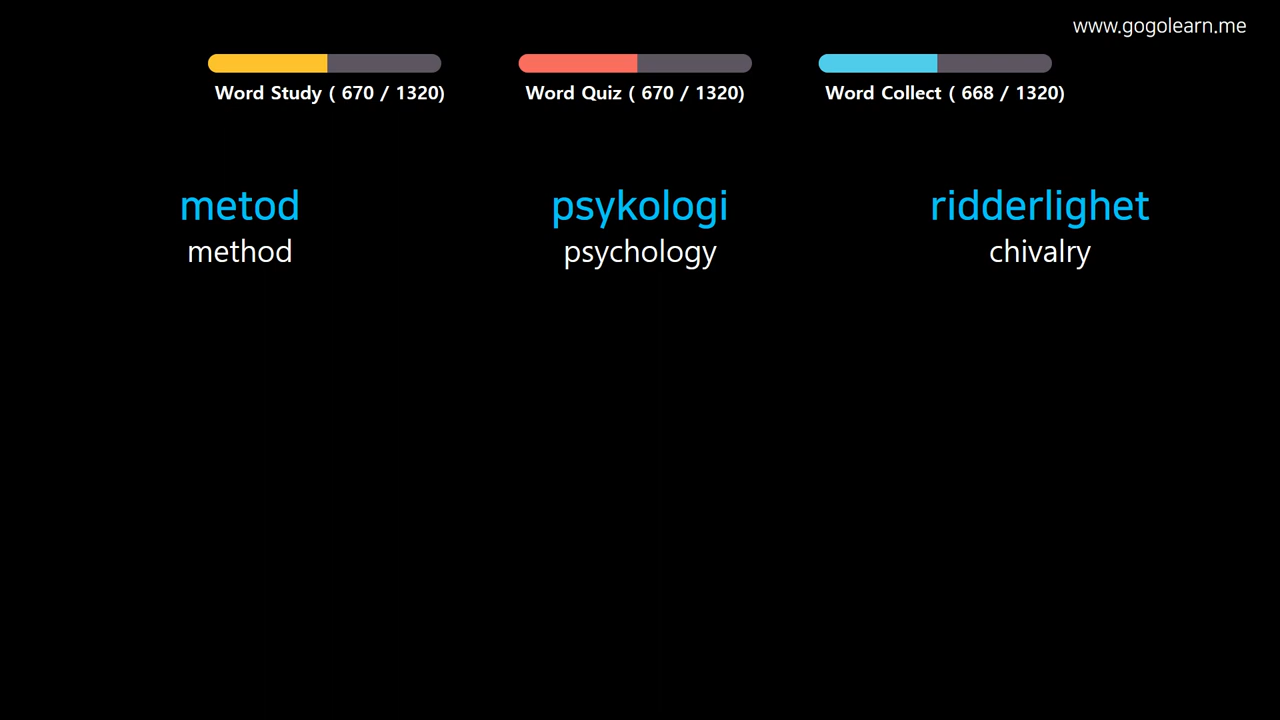 www.gogolearn.me
Word Study ( 670 / 1320)
Word Quiz ( 670 / 1320)
Word Collect ( 668 / 1320)
metod
method
psykologi
psychology
ridderlighet
chivalry